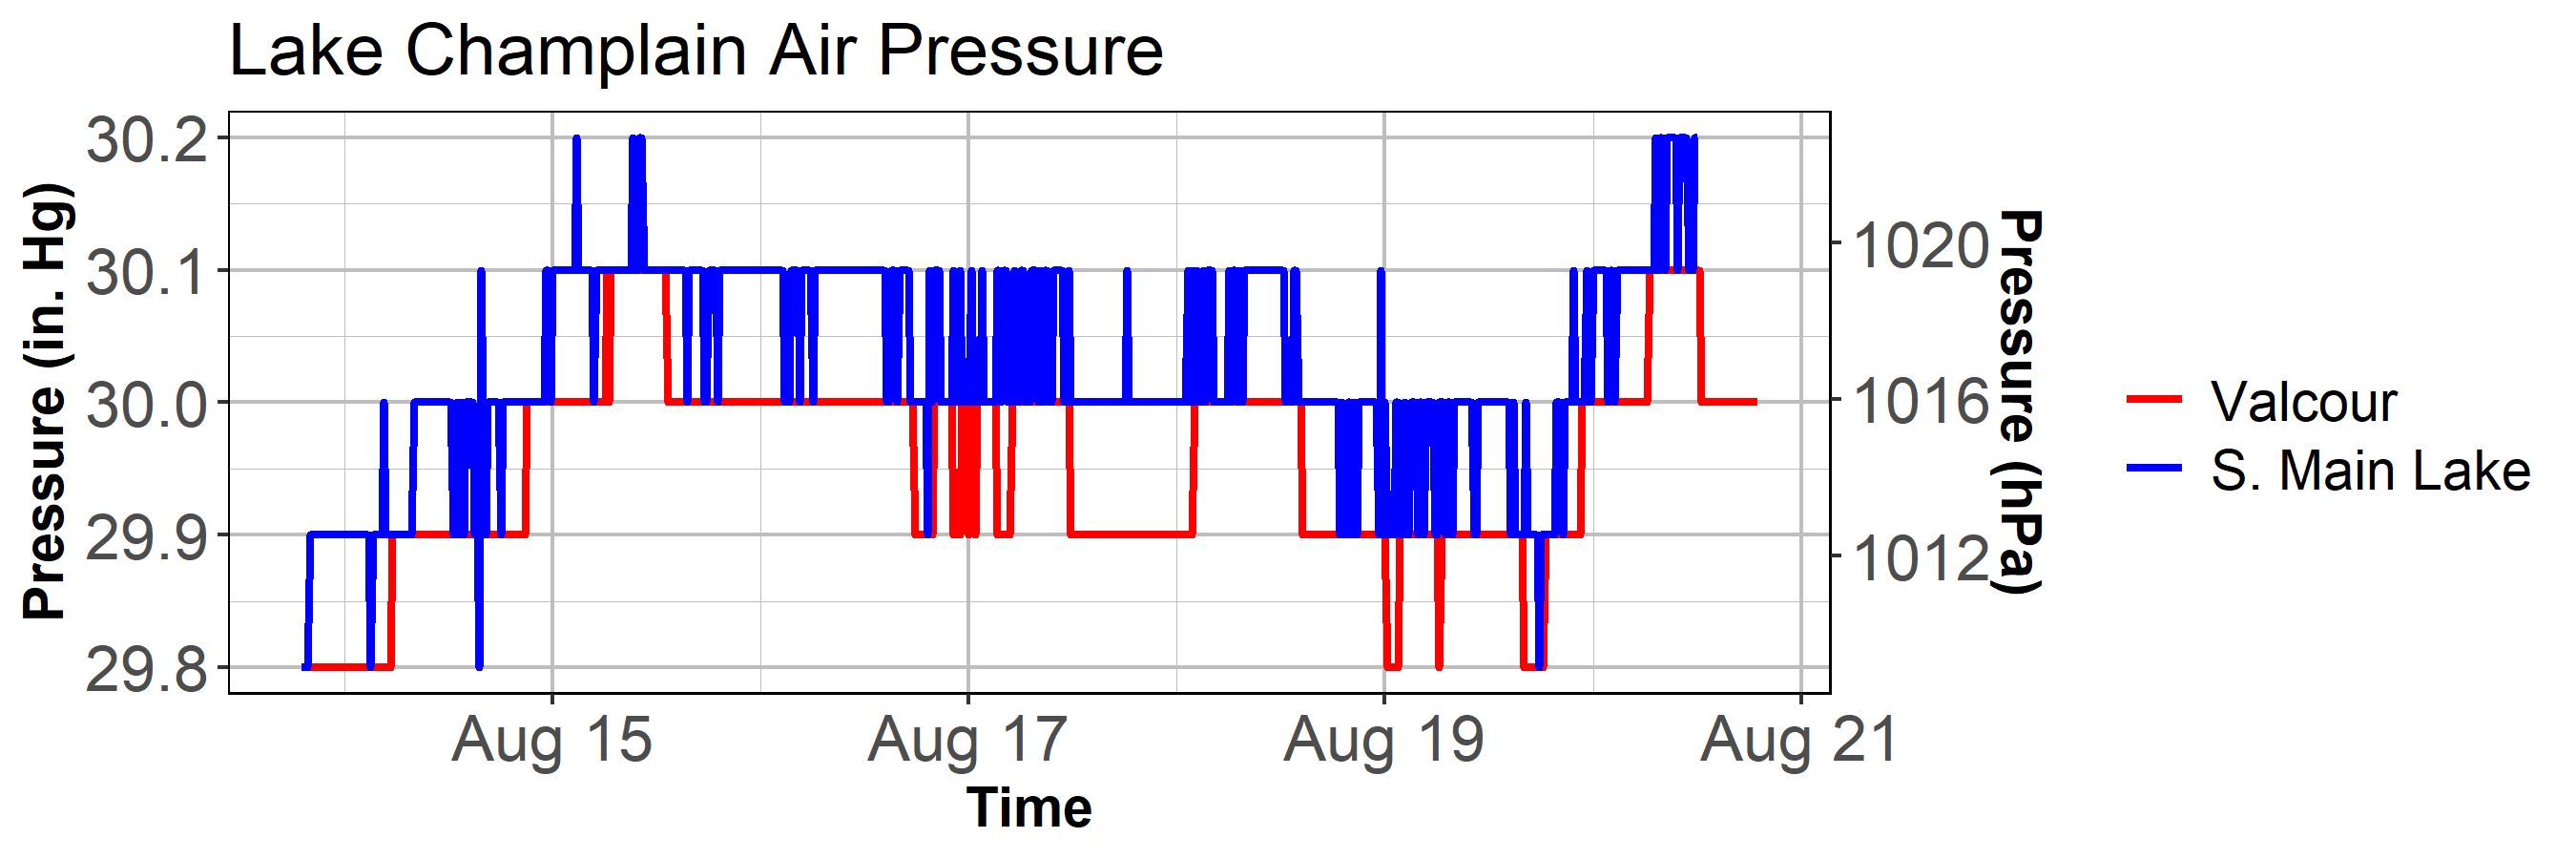 Lake Champlain Air Pressure
30.2
30.1
30.0
29.9
29.8
Pressure (in. Hg)
1020
1016
1012
Pressure (hPa)
Aug 15
Aug 17
Aug 19
Aug 21
Time
Valcour
S. Main Lake